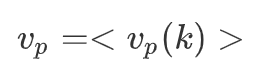 v_p =< v_p(k) >